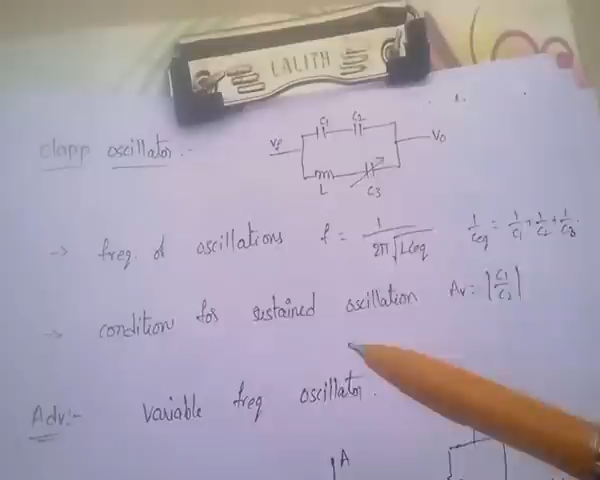 LALITH
clapp oscillator :-
C1 C2
Vf Vo
L C3
-> freq. of oscillations f = 1/2π√LCeq 1/Ceq = 1/C1 + 1/C2 + 1/C3.
-> condition for sustained oscillation Av = |C1/C2|
Adv:- Variable freq oscillator.
A